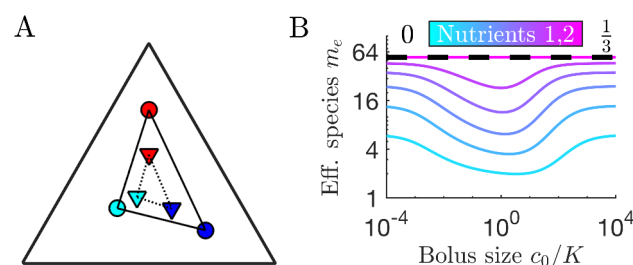 A
B
0 Nutrients 1,2 1/3
Eff. species m_e
64
16
4
1
10^-4 10^0 10^4
Bolus size c_0/K